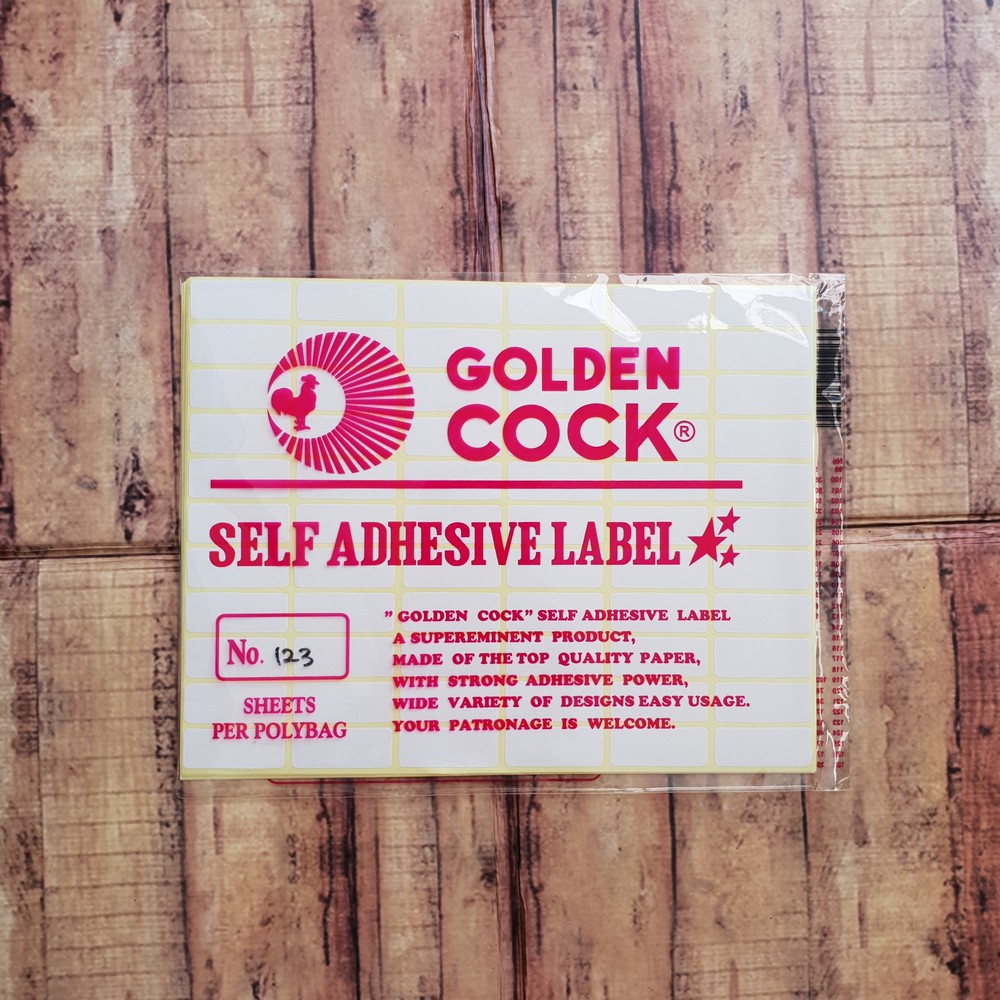 GOLDEN
COCK®
SELF ADHESIVE LABEL
No. 123
SHEETS
PER POLYBAG
” GOLDEN COCK” SELF ADHESIVE LABEL
A SUPEREMINENT PRODUCT,
MADE OF THE TOP QUALITY PAPER,
WITH STRONG ADHESIVE POWER,
WIDE VARIETY OF DESIGNS EASY USAGE.
YOUR PATRONAGE IS WELCOME.